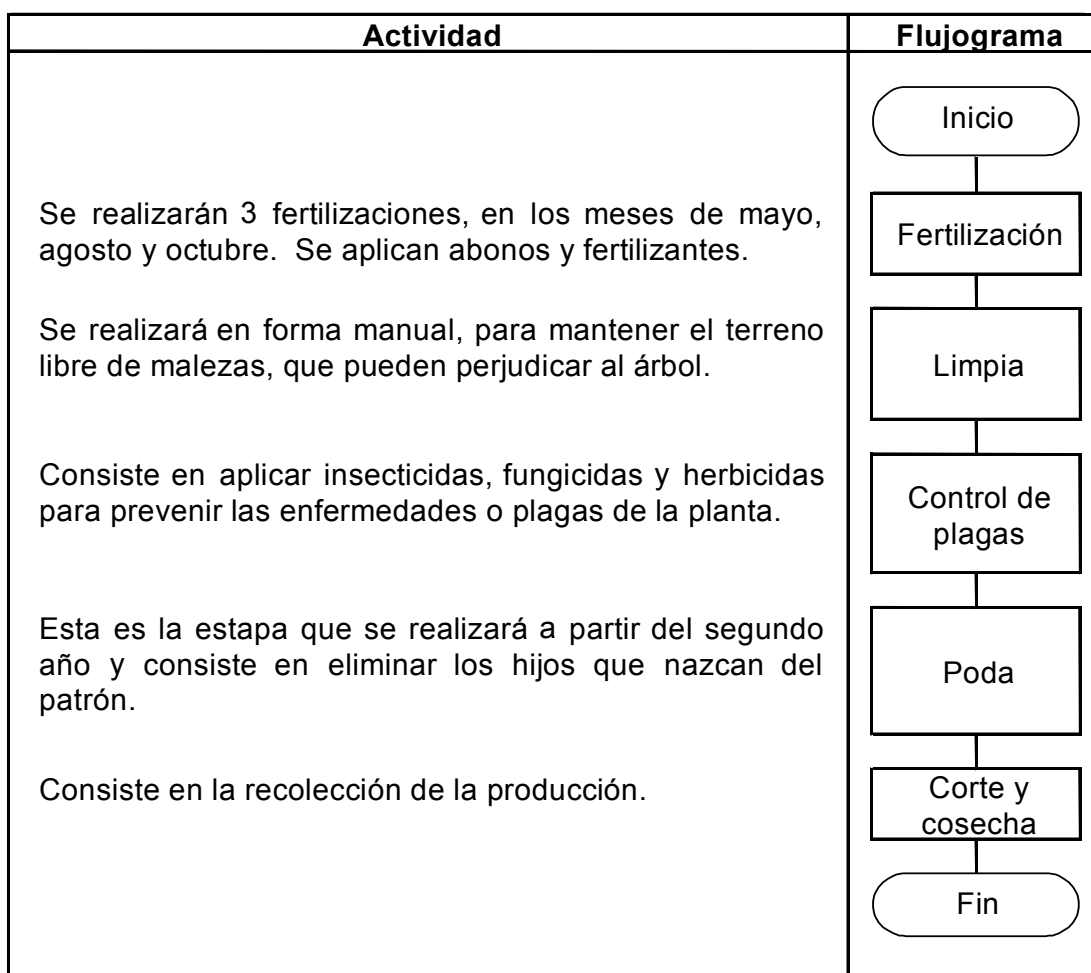 Actividad
Flujograma
Inicio
Se realizarán 3 fertilizaciones, en los meses de mayo,
agosto y octubre. Se aplican abonos y fertilizantes.
Fertilización
Se realizará en forma manual, para mantener el terreno
libre de malezas, que pueden perjudicar al árbol.
Limpia
Consiste en aplicar insecticidas, fungicidas y herbicidas
para prevenir las enfermedades o plagas de la planta.
Control de
plagas
Esta es la estapa que se realizará a partir del segundo
año y consiste en eliminar los hijos que nazcan del
patrón.
Poda
Consiste en la recolección de la producción.
Corte y
cosecha
Fin